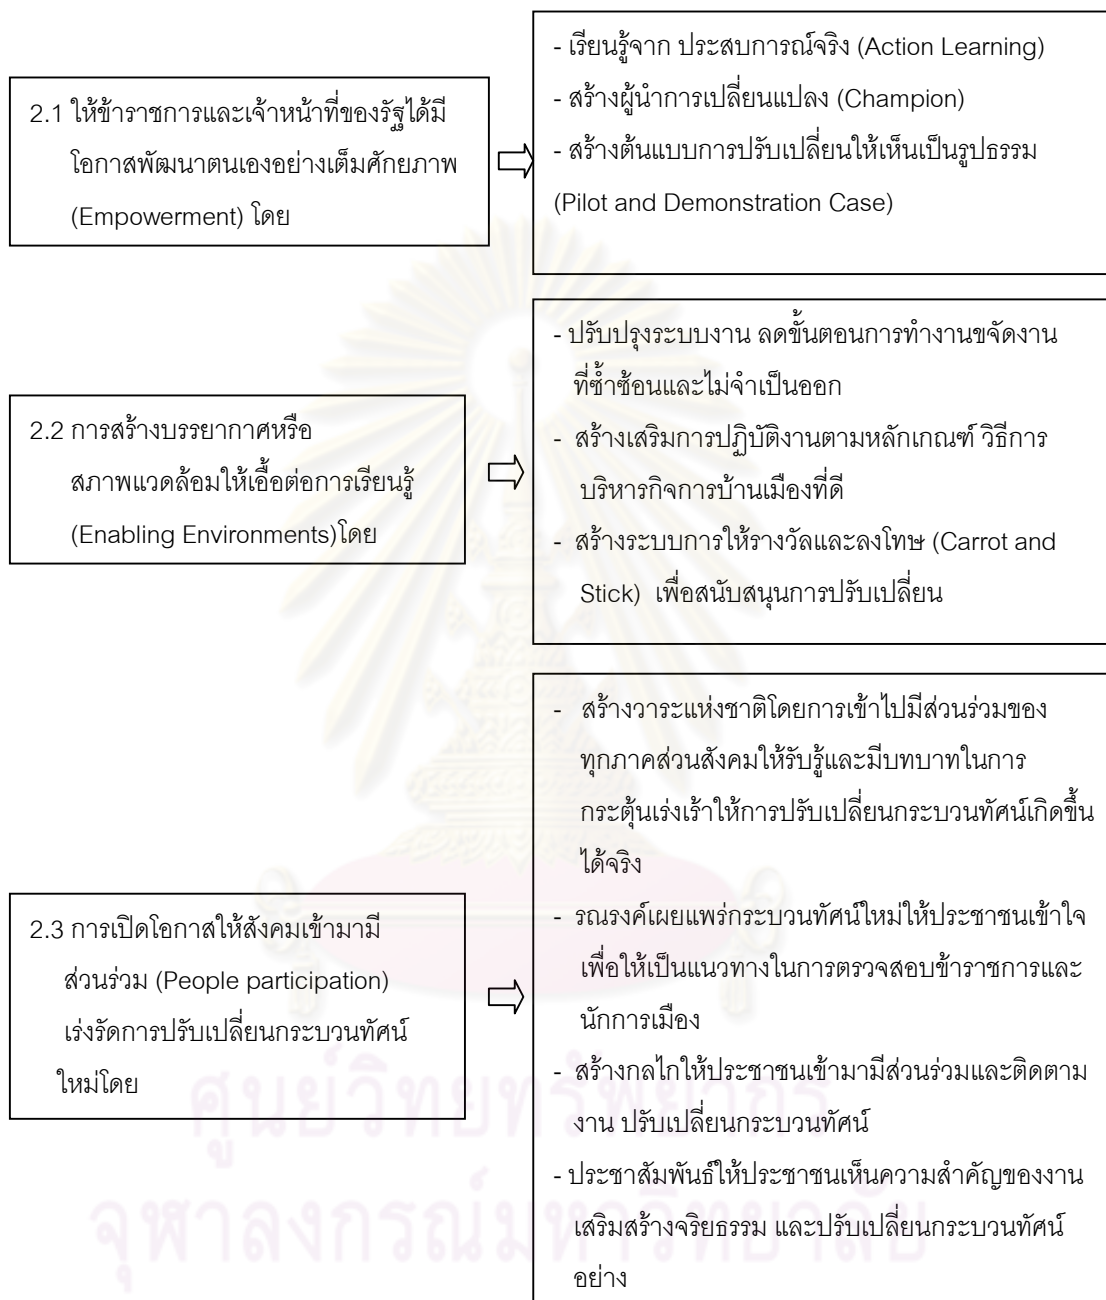 2.1 ให้ข้าราชการและเจ้าหน้าที่ของรัฐได้มี
โอกาสพัฒนาตนเองอย่างเต็มศักยภาพ
(Empowerment) โดย
- เรียนรู้จาก ประสบการณ์จริง (Action Learning)
- สร้างผู้นำการเปลี่ยนแปลง (Champion)
- สร้างต้นแบบการปรับเปลี่ยนให้เห็นเป็นรูปธรรม
(Pilot and Demonstration Case)
2.2 การสร้างบรรยากาศหรือ
สภาพแวดล้อมให้เอื้อต่อการเรียนรู้
(Enabling Environments)โดย
- ปรับปรุงระบบงาน ลดขั้นตอนการทำงานขจัดงาน
ที่ซ้ำซ้อนและไม่จำเป็นออก
- สร้างเสริมการปฏิบัติงานตามหลักเกณฑ์ วิธีการ
บริหารกิจการบ้านเมืองที่ดี
- สร้างระบบการให้รางวัลและลงโทษ (Carrot and
Stick) เพื่อสนับสนุนการปรับเปลี่ยน
2.3 การเปิดโอกาสให้สังคมเข้ามามี
ส่วนร่วม (People participation)
เร่งรัดการปรับเปลี่ยนกระบวนทัศน์
ใหม่โดย
- สร้างวาระแห่งชาติโดยการเข้าไปมีส่วนร่วมของ
ทุกภาคส่วนสังคมให้รับรู้และมีบทบาทในการ
กระตุ้นเร่งเร้าให้การปรับเปลี่ยนกระบวนทัศน์เกิดขึ้น
ได้จริง
- รณรงค์เผยแพร่กระบวนทัศน์ใหม่ให้ประชาชนเข้าใจ
เพื่อให้เป็นแนวทางในการตรวจสอบข้าราชการและ
นักการเมือง
- สร้างกลไกให้ประชาชนเข้ามามีส่วนร่วมและติดตาม
งาน ปรับเปลี่ยนกระบวนทัศน์
- ประชาสัมพันธ์ให้ประชาชนเห็นความสำคัญของงาน
เสริมสร้างจริยธรรม และปรับเปลี่ยนกระบวนทัศน์
อย่าง
ศูนย์วิทยทรัพยากร
จุฬาลงกรณ์มหาวิทยาลัย